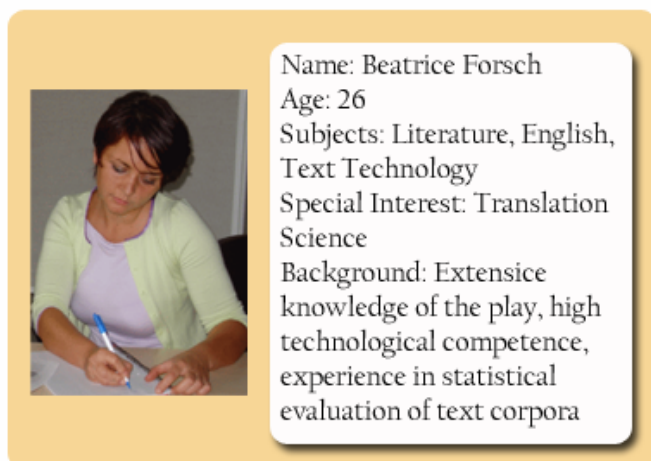 Name: Beatrice Forsch
Age: 26
Subjects: Literature, English,
Text Technology
Special Interest: Translation
Science
Background: Extensice
knowledge of the play, high
technological competence,
experience in statistical
evaluation of text corpora